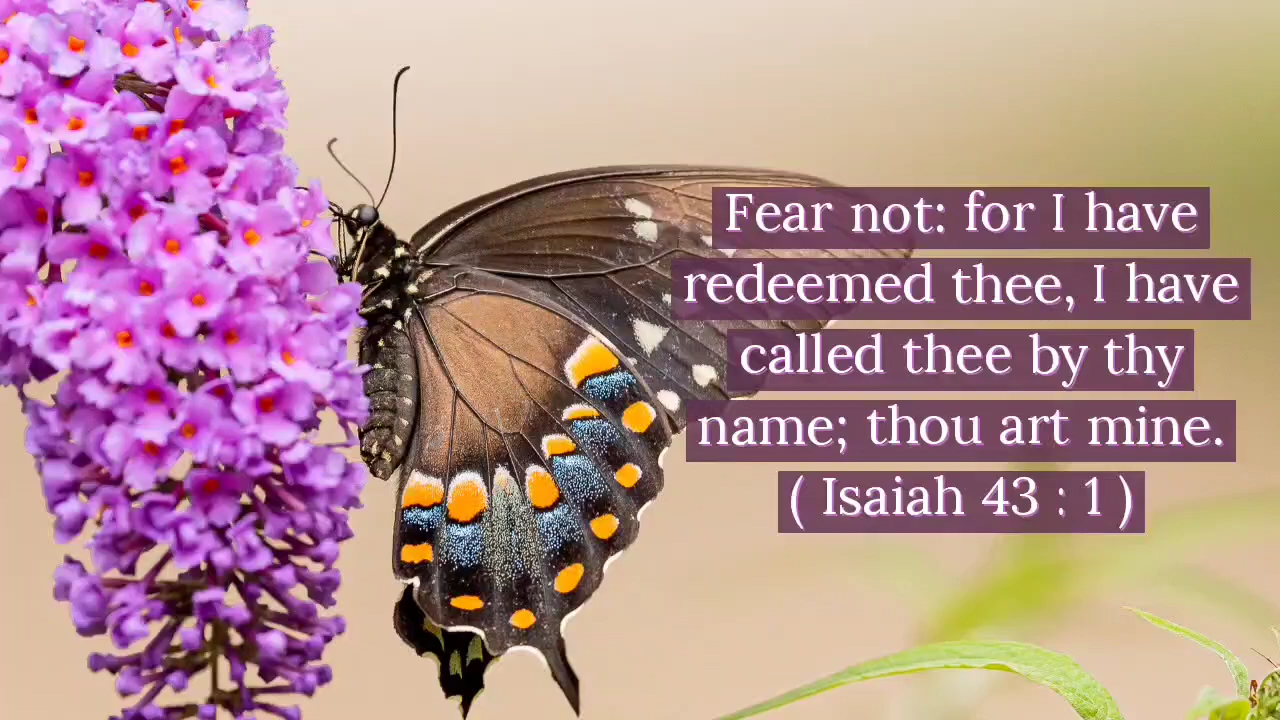 Fear not: for I have
redeemed thee, I have
called thee by thy
name; thou art mine.
( Isaiah 43 : 1 )